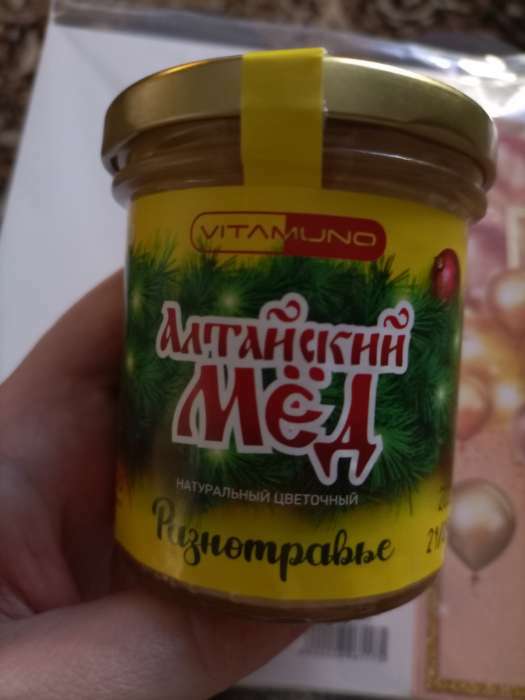 VITAMUNO
Алтайский
Мёд
НАТУРАЛЬНЫЙ ЦВЕТОЧНЫЙ
Разнотравье